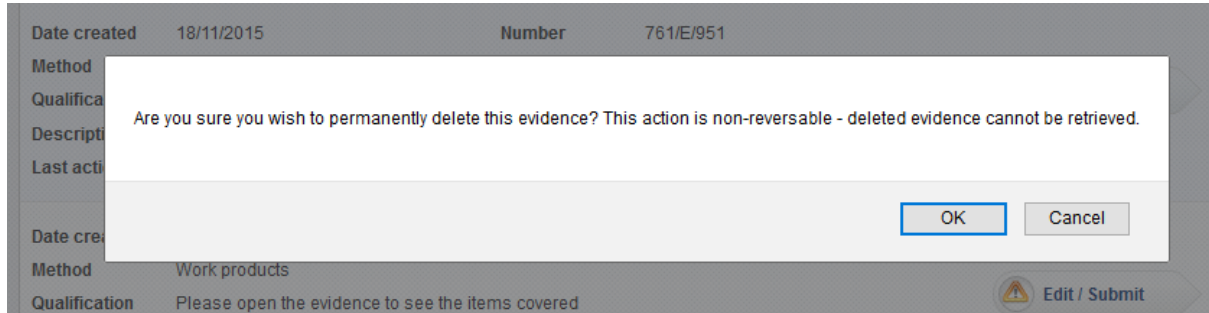 Date created 18/11/2015 Number 761/E/951
Method
Qualifica
Descripti
Are you sure you wish to permanently delete this evidence? This action is non-reversable - deleted evidence cannot be retrieved.
Last acti
OK Cancel
Date crea
Method Work products
Qualification Please open the evidence to see the items covered
Edit / Submit